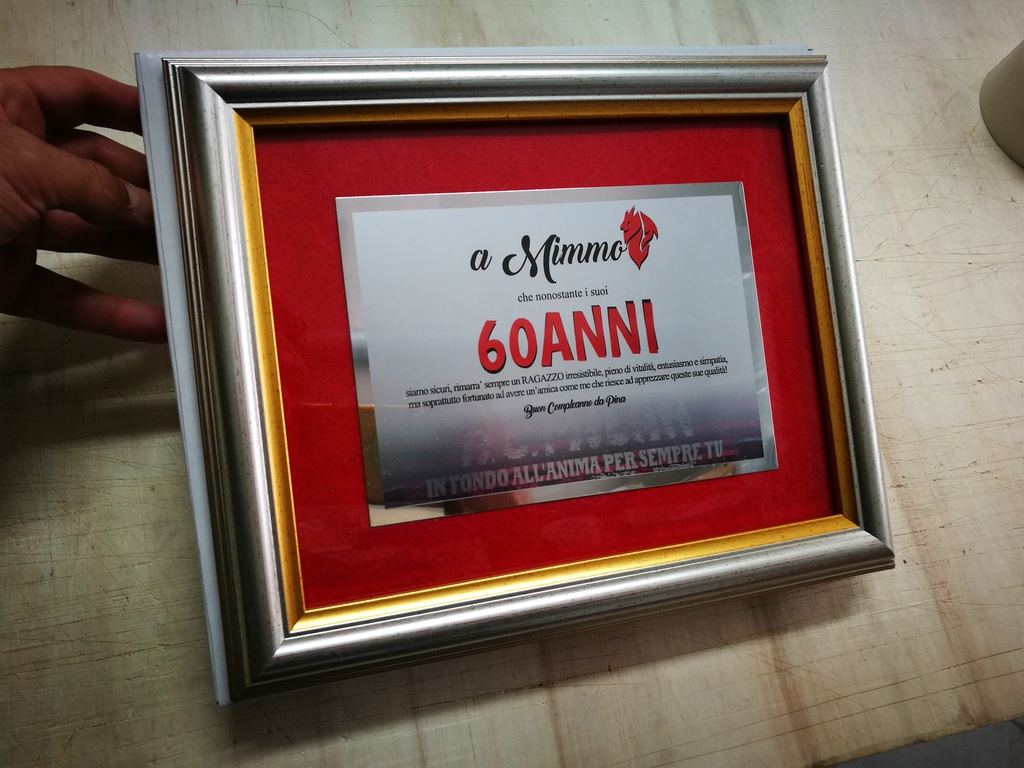 a Mimmo
che nonostante i suoi
60ANNI
siamo sicuri, rimarra' sempre un RAGAZZO irresistibile, pieno di vitalità, entusiasmo e simpatia,
ma soprattutto fortunato ad avere un'amica come me che riesce ad apprezzare queste sue qualità!
Buon Compleanno da Pina
IN FONDO ALL'ANIMA PER SEMPRE TU